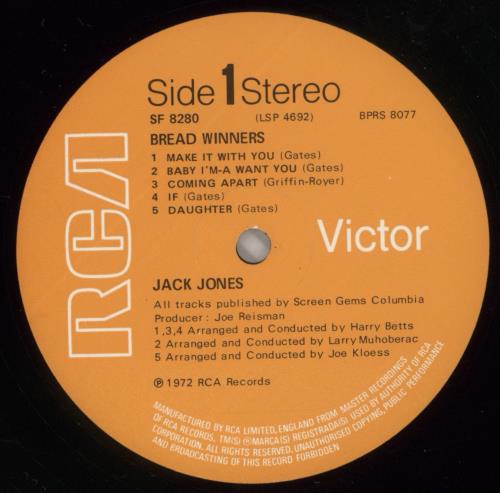 RCA
Side 1 Stereo
SF 8280 (LSP 4692) BPRS 8077
BREAD WINNERS
1 MAKE IT WITH YOU (Gates)
2 BABY I'M-A WANT YOU (Gates)
3 COMING APART (Griffin-Royer)
4 IF (Gates)
5 DAUGHTER (Gates)
Victor
JACK JONES
All tracks published by Screen Gems Columbia
Producer: Joe Reisman
1,3,4 Arranged and Conducted by Harry Betts
2 Arranged and Conducted by Larry Muhoberac
5 Arranged and Conducted by Joe Kloess
Ⓟ 1972 RCA Records
MANUFACTURED BY RCA LIMITED, ENGLAND FROM MASTER RECORDINGS
OF RCA RECORDS, TM(S) ® MARCA(S) REGISTRADA(S) USED BY AUTHORITY OF RCA
CORPORATION. ALL RIGHTS RESERVED. UNAUTHORISED COPYING, PUBLIC PERFORMANCE
AND BROADCASTING OF THIS RECORD FORBIDDEN